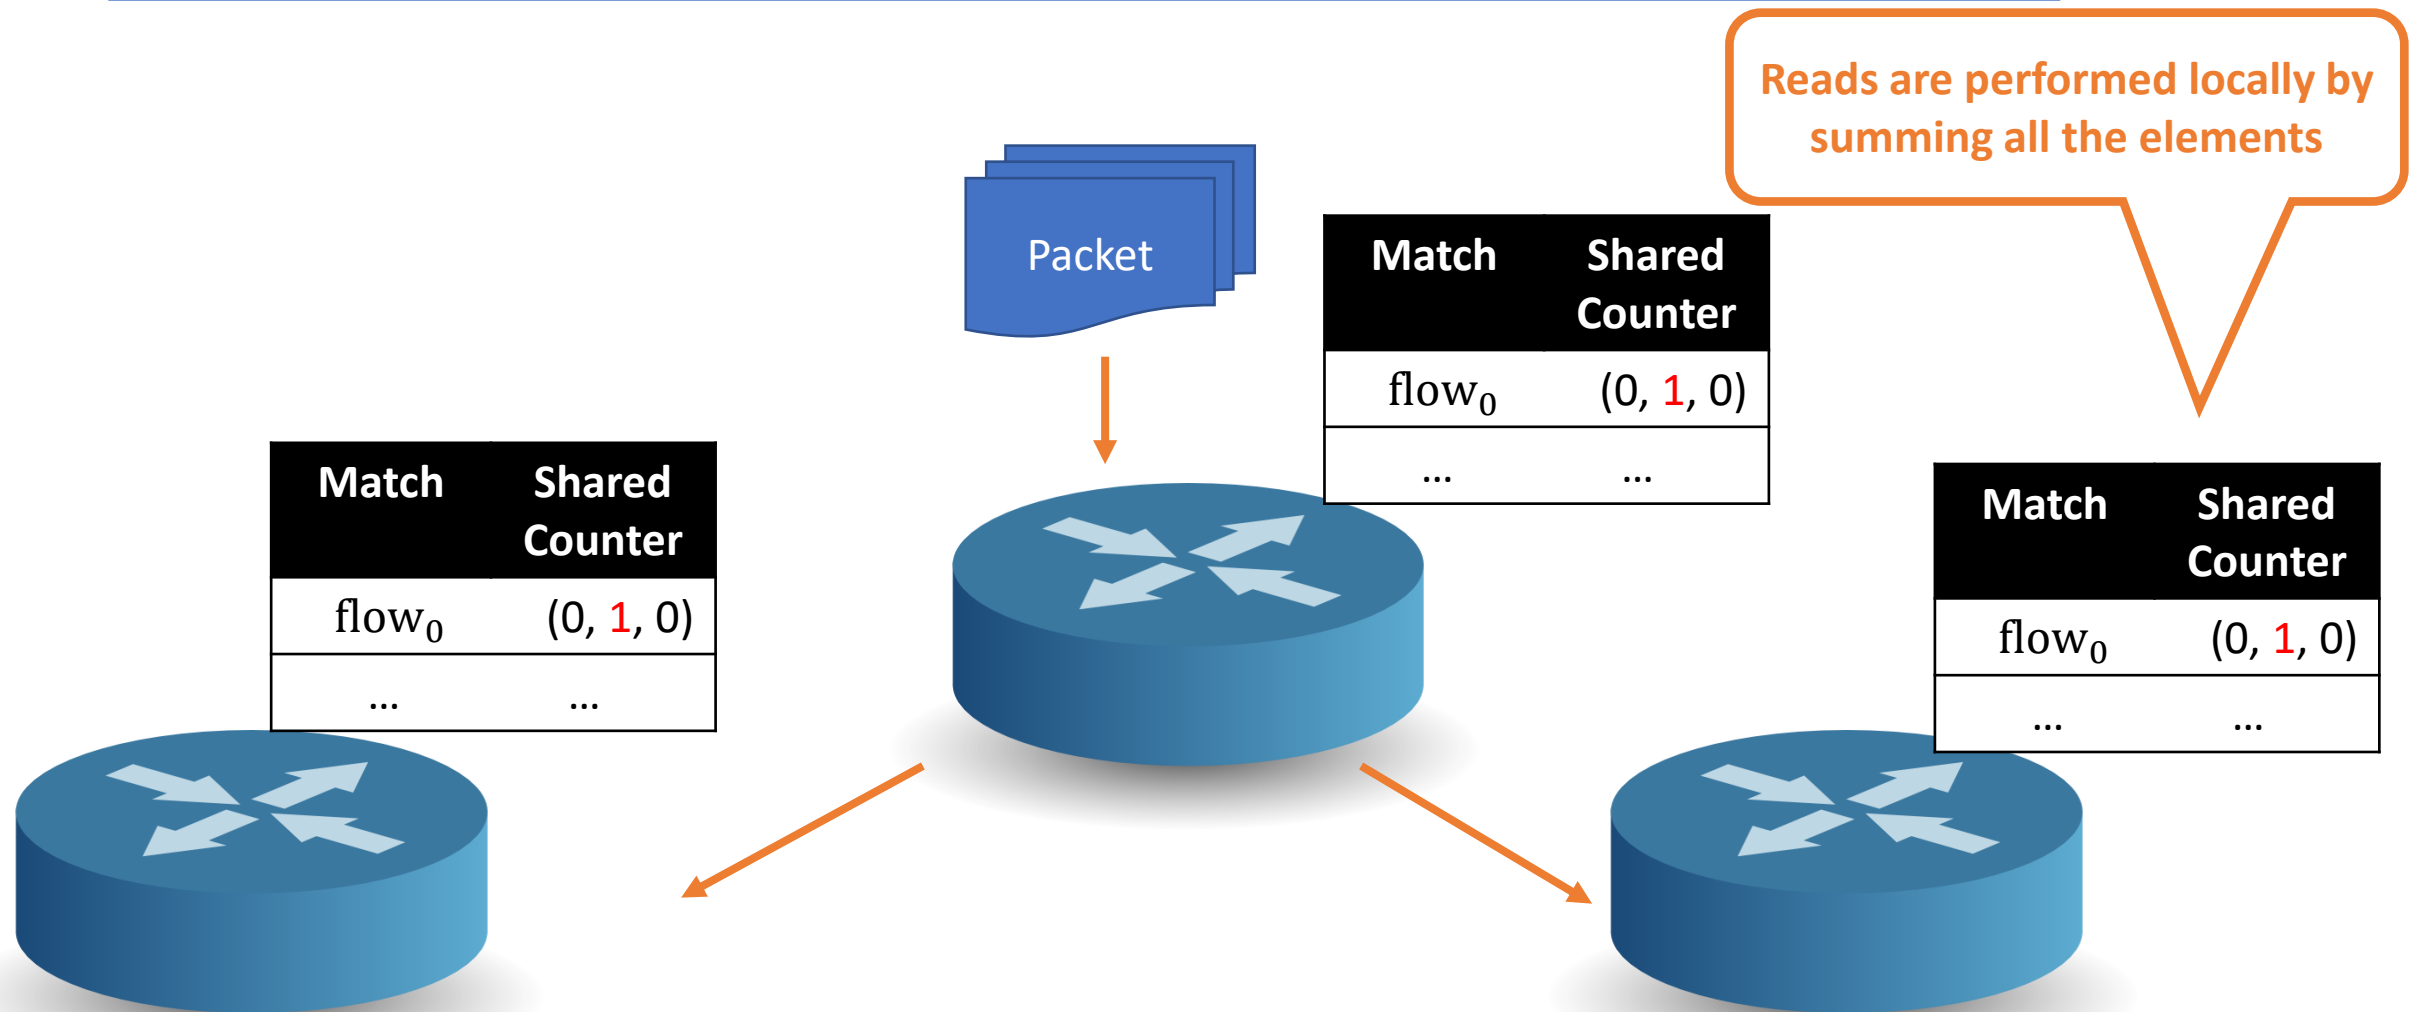 Reads are performed locally by
summing all the elements
Packet
Match Shared
Counter
flow₀ (0, 1, 0)
... ...
Match Shared
Counter
flow₀ (0, 1, 0)
... ...
Match Shared
Counter
flow₀ (0, 1, 0)
... ...